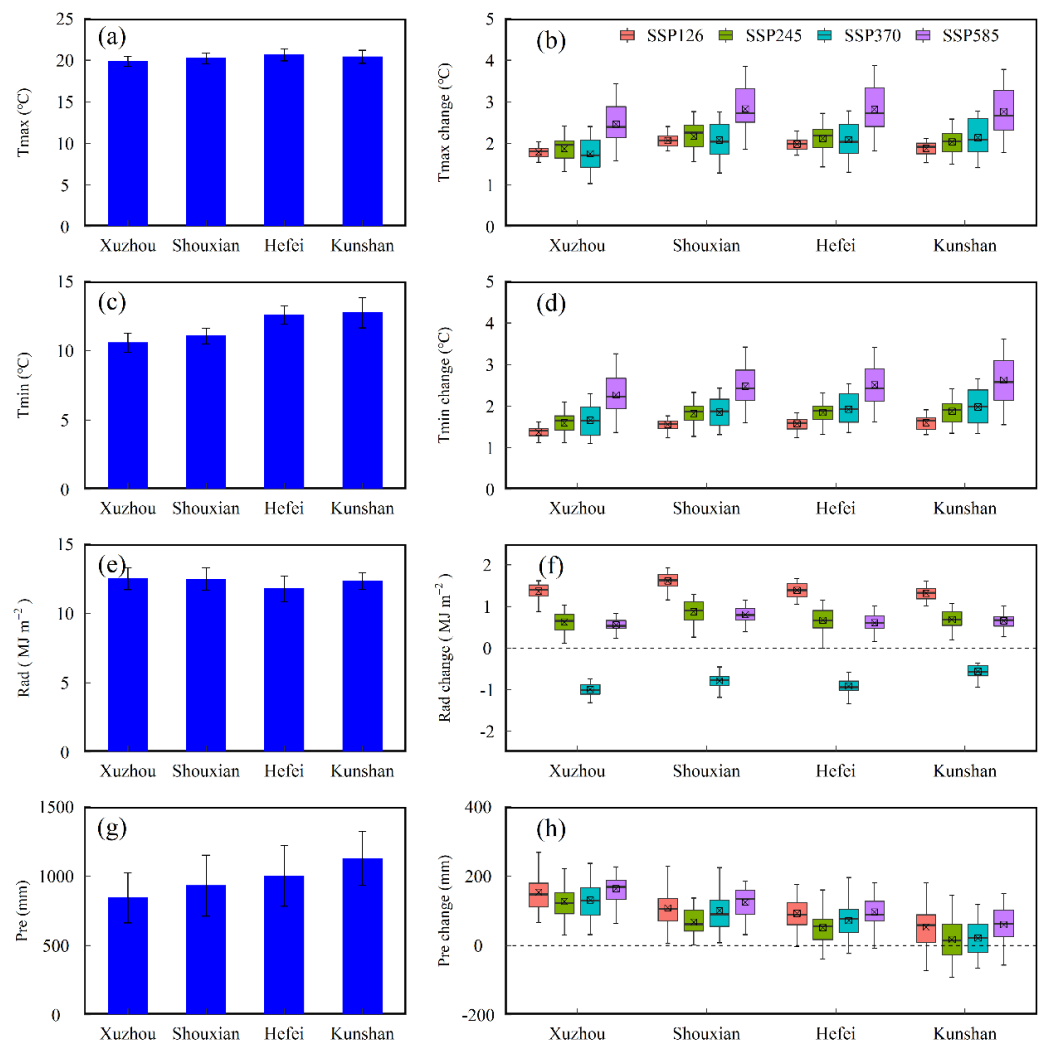 (a)
Tmax (℃)
25
20
15
10
5
0
Xuzhou Shouxian Hefei Kunshan
(b)
SSP126 SSP245 SSP370 SSP585
Tmax change (℃)
5
4
3
2
1
0
Xuzhou Shouxian Hefei Kunshan
(c)
Tmin (℃)
15
10
5
0
Xuzhou Shouxian Hefei Kunshan
(d)
Tmin change (℃)
5
4
3
2
1
0
Xuzhou Shouxian Hefei Kunshan
(e)
Rad ( MJ m⁻² )
15
10
5
0
Xuzhou Shouxian Hefei Kunshan
(f)
Rad change ( MJ m⁻² )
2
1
0
-1
-2
Xuzhou Shouxian Hefei Kunshan
(g)
Pre (mm)
1500
1000
500
0
Xuzhou Shouxian Hefei Kunshan
(h)
Pre change (mm)
400
200
0
-200
Xuzhou Shouxian Hefei Kunshan